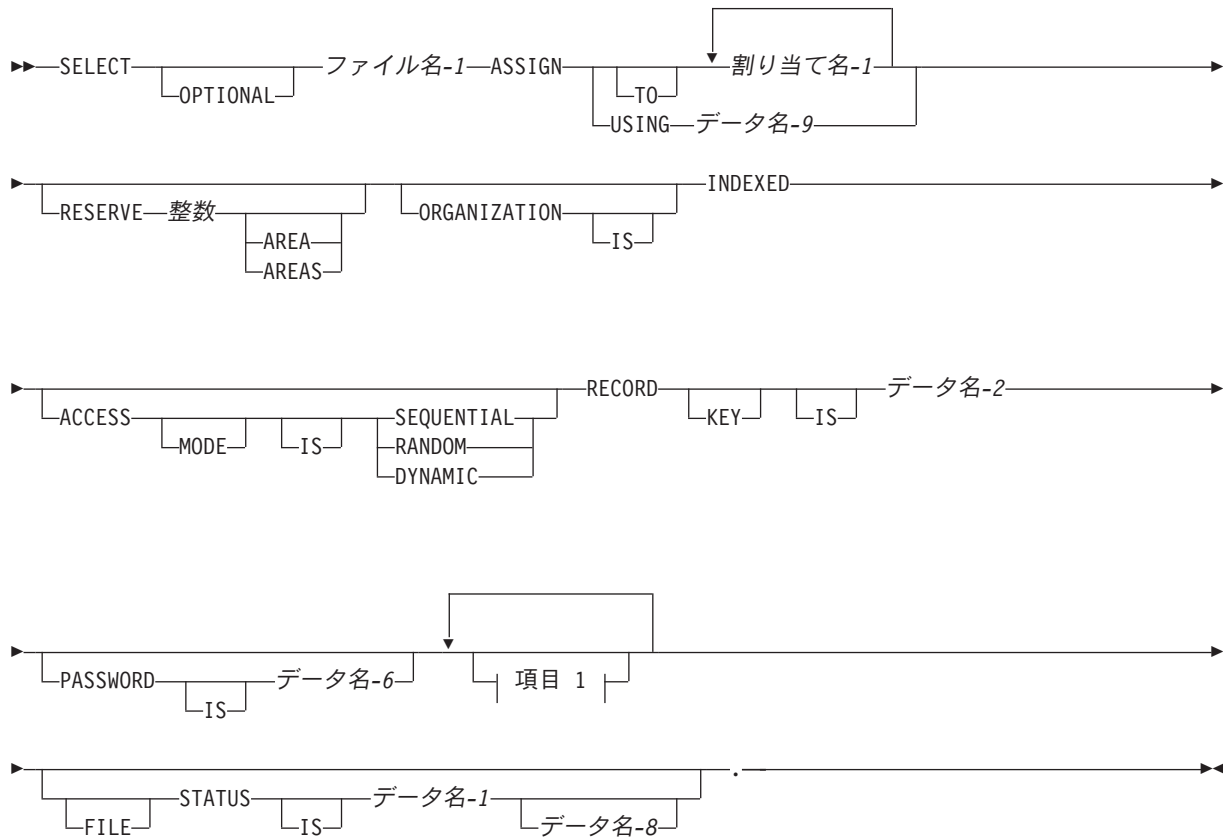 SELECT OPTIONAL ファイル名-1 ASSIGN TO 割り当て名-1
USING データ名-9
RESERVE 整数 AREA AREAS ORGANIZATION IS INDEXED
ACCESS MODE IS SEQUENTIAL RANDOM DYNAMIC RECORD KEY IS データ名-2
PASSWORD IS データ名-6 項目 1
FILE STATUS IS データ名-1 データ名-8 .